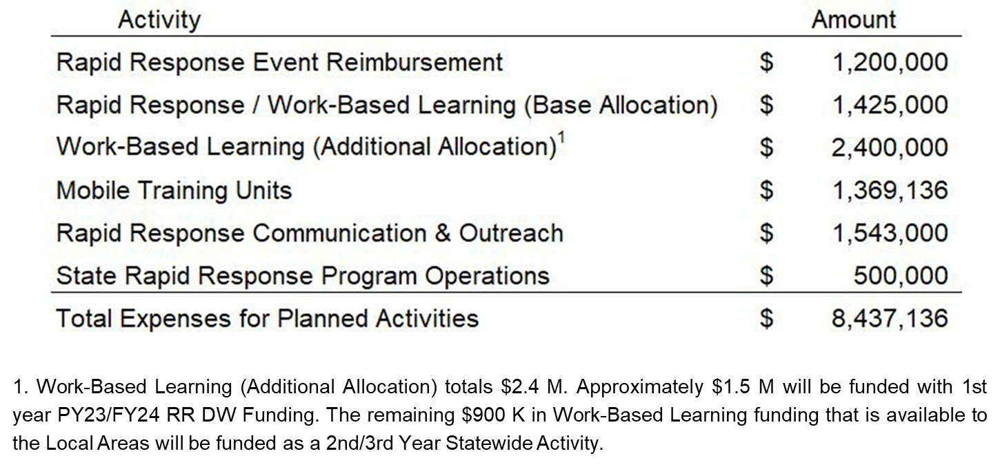 Activity Amount
Rapid Response Event Reimbursement $ 1,200,000
Rapid Response / Work-Based Learning (Base Allocation) $ 1,425,000
Work-Based Learning (Additional Allocation)1 $ 2,400,000
Mobile Training Units $ 1,369,136
Rapid Response Communication & Outreach $ 1,543,000
State Rapid Response Program Operations $ 500,000
Total Expenses for Planned Activities $ 8,437,136
1. Work-Based Learning (Additional Allocation) totals $2.4 M. Approximately $1.5 M will be funded with 1st
year PY23/FY24 RR DW Funding. The remaining $900 K in Work-Based Learning funding that is available to
the Local Areas will be funded as a 2nd/3rd Year Statewide Activity.